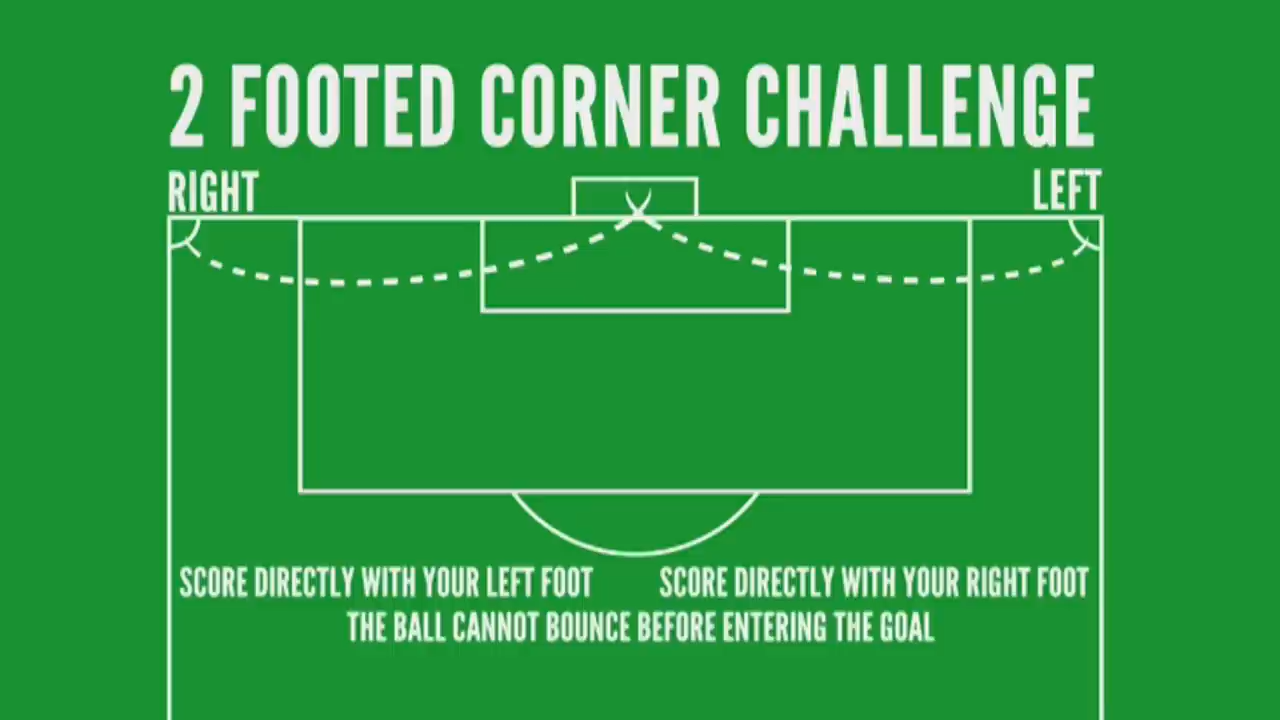 2 FOOTED CORNER CHALLENGE
RIGHT
LEFT
SCORE DIRECTLY WITH YOUR LEFT FOOT
SCORE DIRECTLY WITH YOUR RIGHT FOOT
THE BALL CANNOT BOUNCE BEFORE ENTERING THE GOAL